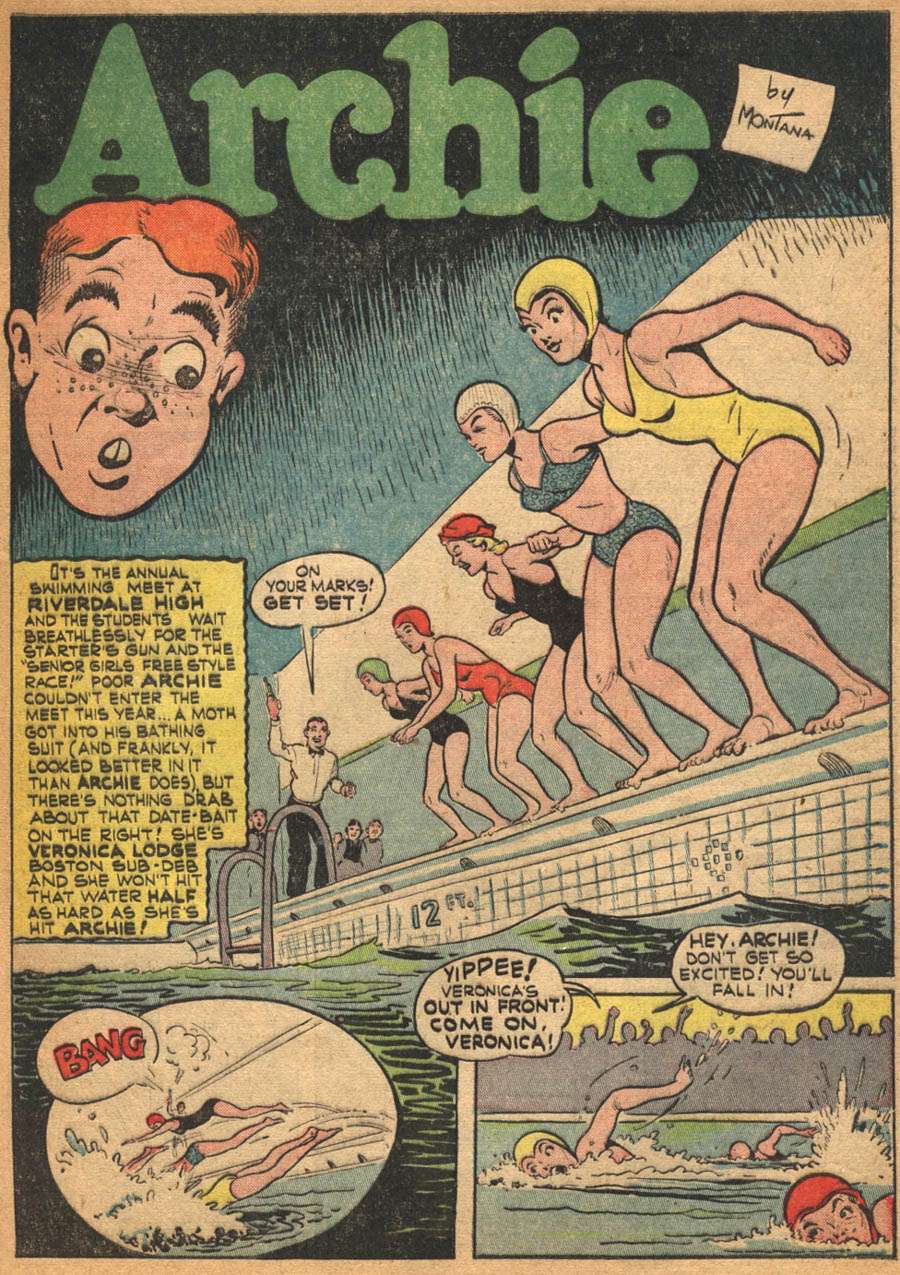 Archie
by
MONTANA
IT'S THE ANNUAL
SWIMMING MEET AT
RIVERDALE HIGH
AND THE STUDENTS WAIT
BREATHLESSLY FOR THE
STARTER'S GUN AND THE
"SENIOR GIRLS FREE STYLE
RACE!" POOR ARCHIE
COULDN'T ENTER THE
MEET THIS YEAR... A MOTH
GOT INTO HIS BATHING
SUIT (AND FRANKLY, IT
LOOKED BETTER IN IT
THAN ARCHIE DOES), BUT
THERE'S NOTHING DRAB
ABOUT THAT DATE-BAIT
ON THE RIGHT! SHE'S
VERONICA LODGE
BOSTON SUB-DEB
AND SHE WON'T HIT
THAT WATER HALF
AS HARD AS SHE'S
HIT ARCHIE!
ON
YOUR MARKS!
GET SET!
12 FT.
BANG
YIPPEE!
VERONICA'S
OUT IN FRONT!
COME ON,
VERONICA!
HEY, ARCHIE!
DON'T GET SO
EXCITED! YOU'LL
FALL IN!